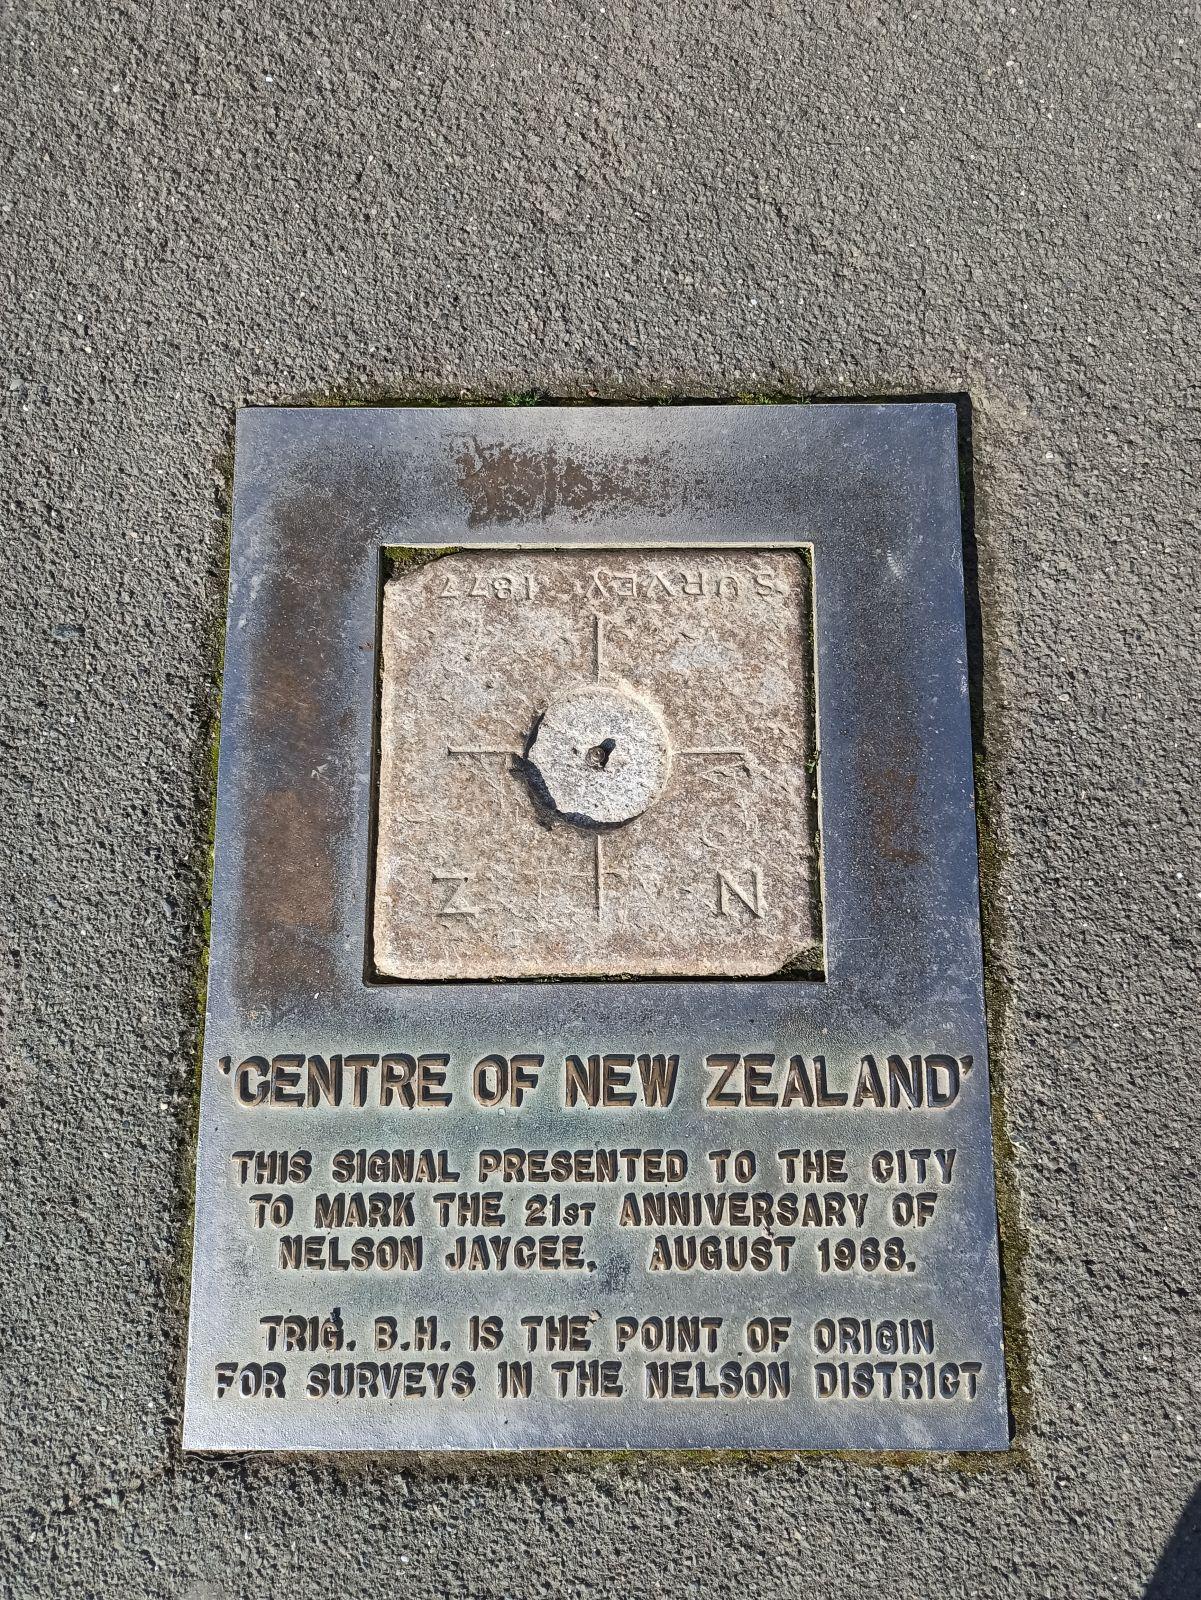 SURVEY 1877
N Z
'CENTRE OF NEW ZEALAND'
THIS SIGNAL PRESENTED TO THE CITY
TO MARK THE 21ST ANNIVERSARY OF
NELSON JAYCEE. AUGUST 1968.
TRIG. B.H. IS THE POINT OF ORIGIN
FOR SURVEYS IN THE NELSON DISTRICT